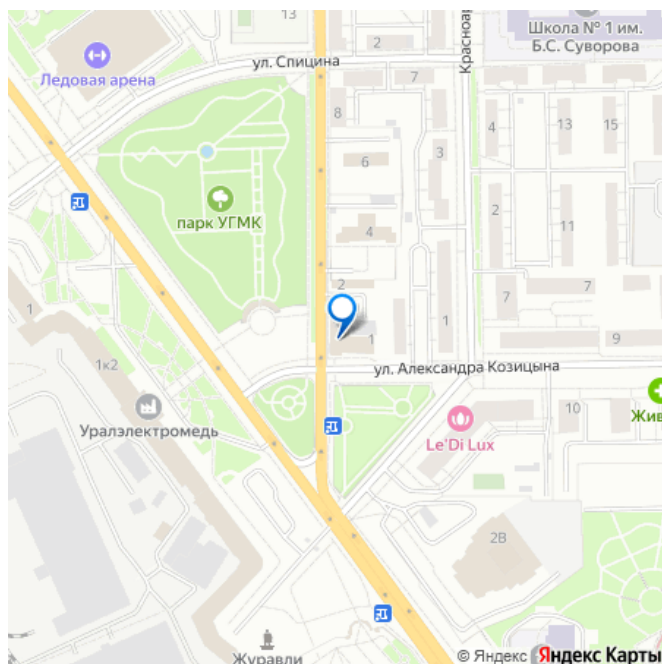 13
Школа № 1 им.
Б.С. Суворова
2
Ледовая арена
ул. Спицина
7
Красноар
8
4
13
15
3
6
парк УГМК
2
11
4
2
7
7
1
1
1
9
1к2
ул. Александра Козицына
Уралэлектромедь
10
Жив
Le'Di Lux
2В
Журавли
© Яндекс
Яндекс Карты